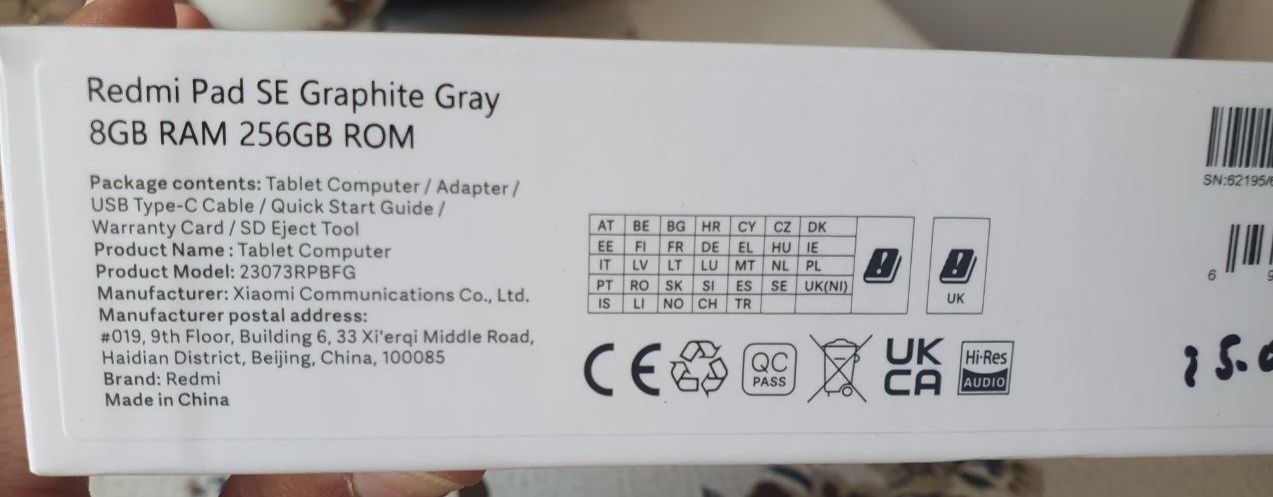 Redmi Pad SE Graphite Gray
8GB RAM 256GB ROM
Package contents: Tablet Computer / Adapter /
USB Type-C Cable / Quick Start Guide /
Warranty Card / SD Eject Tool
Product Name : Tablet Computer
Product Model: 23073RPBFG
Manufacturer: Xiaomi Communications Co., Ltd.
Manufacturer postal address:
#019, 9th Floor, Building 6, 33 Xi'erqi Middle Road,
Haidian District, Beijing, China, 100085
Brand: Redmi
Made in China
AT BE BG HR CY CZ DK
EE FI FR DE EL HU IE
IT LV LT LU MT NL PL
PT RO SK SI ES SE UK(NI)
IS LI NO CH TR
UK
CE
QC
PASS
UK
CA
Hi-Res
AUDIO
SN:62195/
6